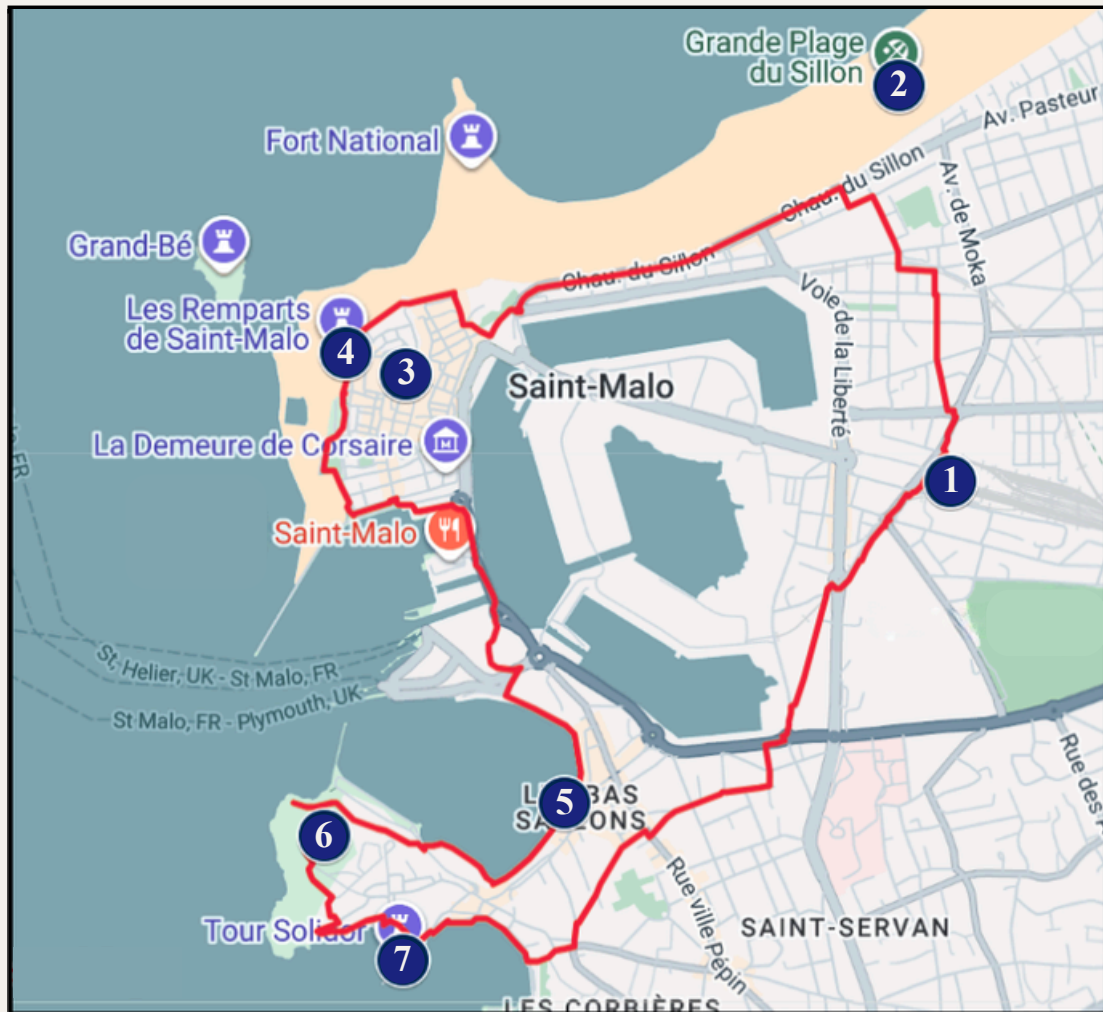 Grande Plage
du Sillon
2
Av. Pasteur
Fort National
Chau. du Sillon
Av. de Moka
Grand-Bé
Chau. du Sillon
Voie de la Liberté
Les Remparts
de Saint-Malo
4
3
Saint-Malo
La Demeure de Corsaire
1
Saint-Malo
St. Helier, UK - St Malo, FR
St Malo, FR - Plymouth, UK
FR
5
6
Rue ville Pépin
SAINT-SERVAN
Rue des
Tour Solidor
7
LES CORBIÈRES